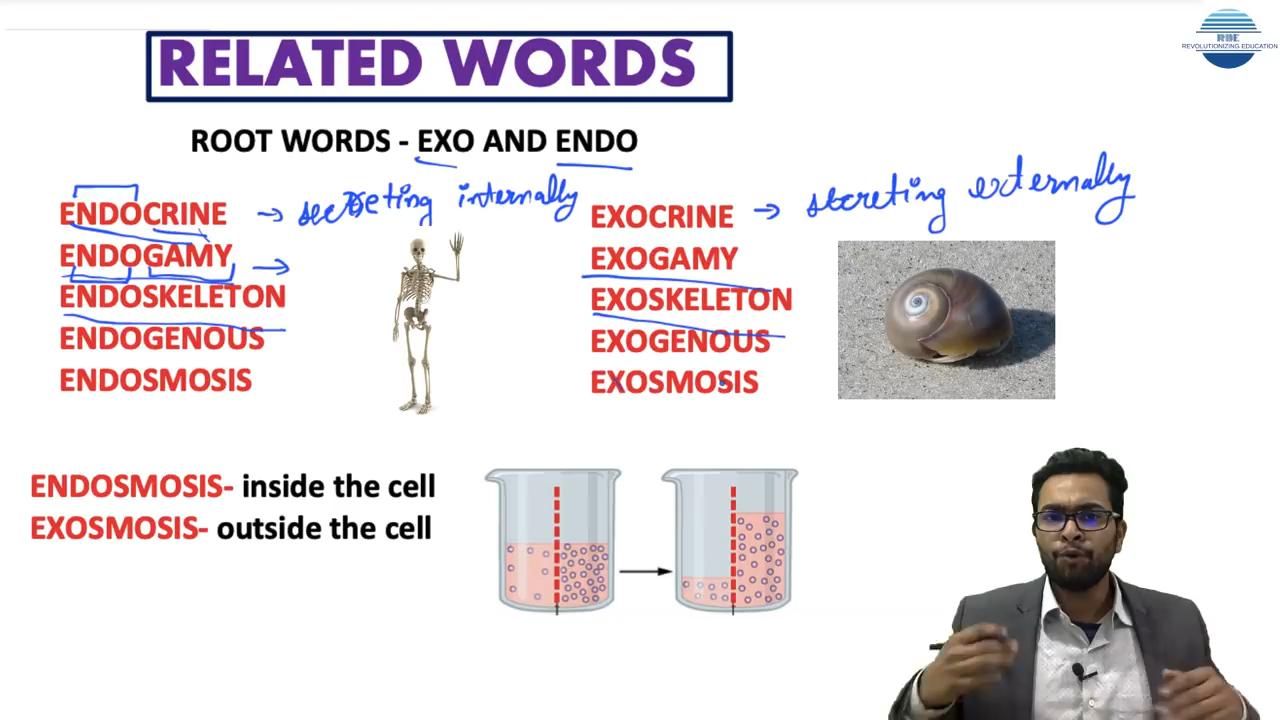 RDE
REVOLUTIONIZING EDUCATION
RELATED WORDS
ROOT WORDS - EXO AND ENDO
ENDOCRINE → secreting internally
ENDOGAMY →
ENDOSKELETON
ENDOGENOUS
ENDOSMOSIS
EXOCRINE → secreting externally
EXOGAMY
EXOSKELETON
EXOGENOUS
EXOSMOSIS
ENDOSMOSIS- inside the cell
EXOSMOSIS- outside the cell